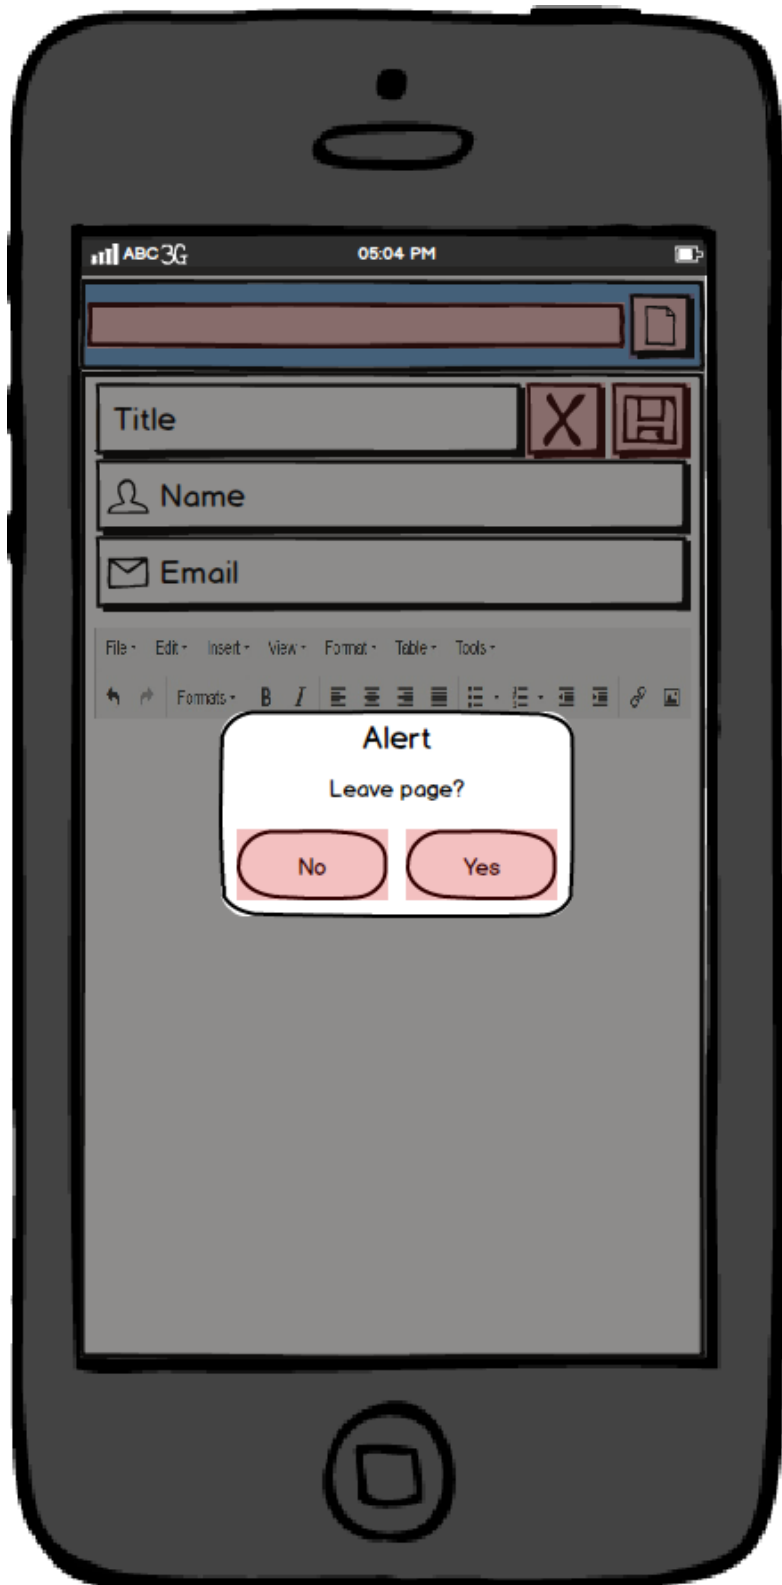 ABC 3G 05:04 PM
Title
Name
Email
File Edit Insert View Format Table Tools
Formats B I
Alert
Leave page?
No Yes